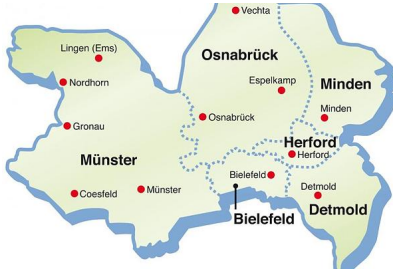 Vechta
Lingen (Ems)
Osnabrück
Nordhorn
Espelkamp
Minden
Minden
Osnabrück
Gronau
Herford
Herford
Münster
Bielefeld
Coesfeld
Münster
Detmold
Detmold
Bielefeld